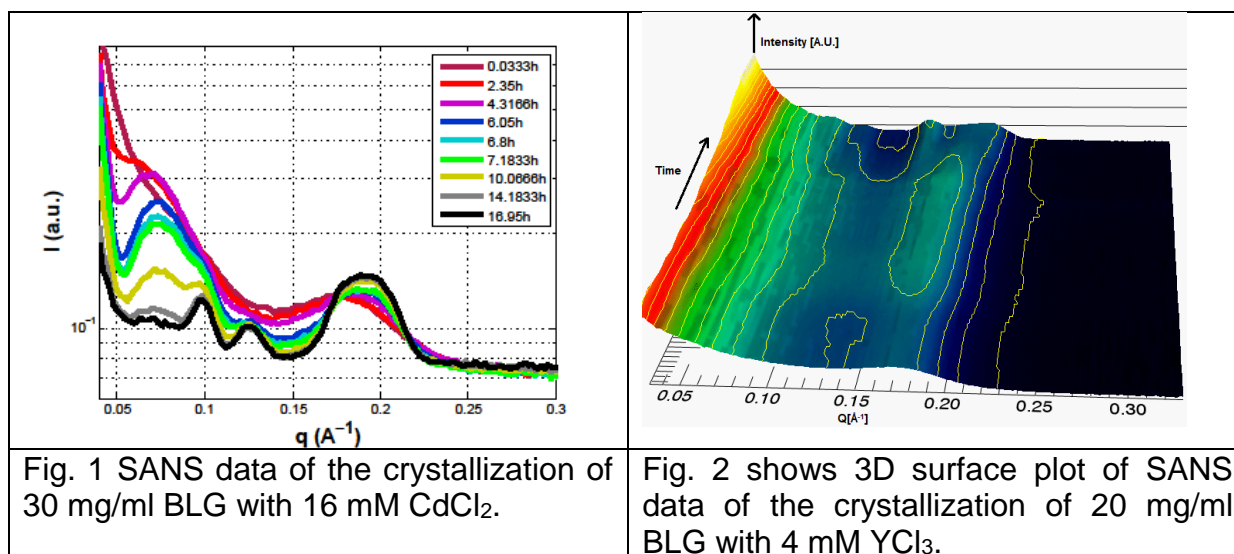 0.0333h
2.35h
4.3166h
6.05h
6.8h
7.1833h
10.0666h
14.1833h
16.95h
I (a.u.)
10⁻¹
0.05 0.1 0.15 0.2 0.25 0.3
q (A⁻¹)
Intensity [A.U.]
Time
0.05 0.10 0.15 0.20 0.25 0.30
Q[Å⁻¹]
Fig. 1 SANS data of the crystallization of
30 mg/ml BLG with 16 mM CdCl₂.
Fig. 2 shows 3D surface plot of SANS
data of the crystallization of 20 mg/ml
BLG with 4 mM YCl₃.